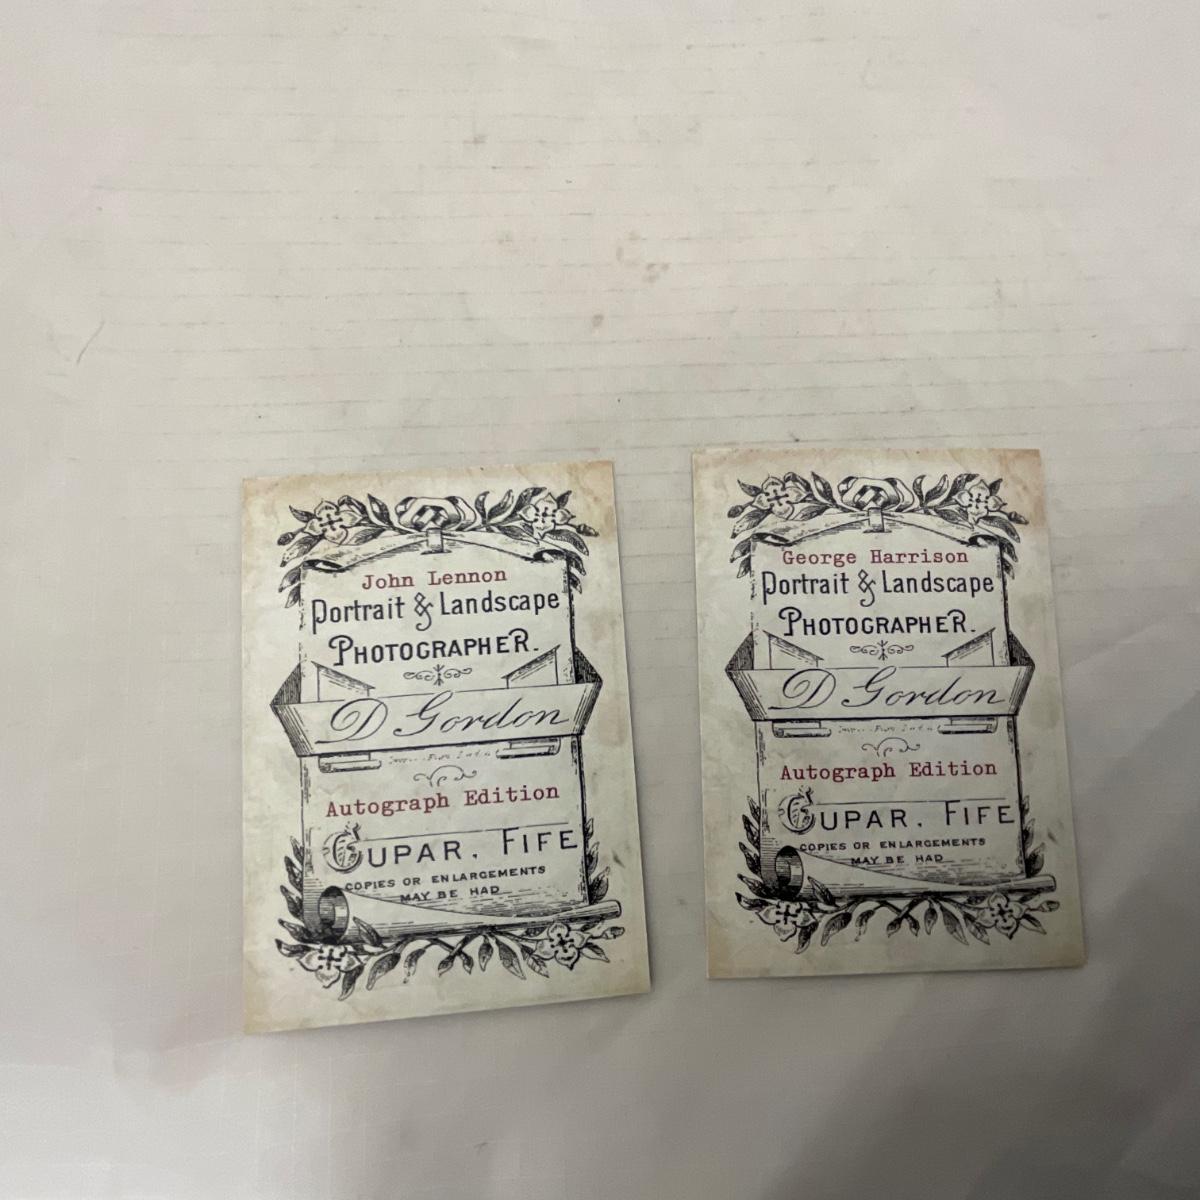 John Lennon
Portrait & Landscape
PHOTOGRAPHER.
D Gordon
Autograph Edition
CUPAR, FIFE
COPIES OR ENLARGEMENTS
MAY BE HAD
George Harrison
Portrait & Landscape
PHOTOGRAPHER.
D Gordon
Autograph Edition
CUPAR, FIFE
COPIES OR ENLARGEMENTS
MAY BE HAD